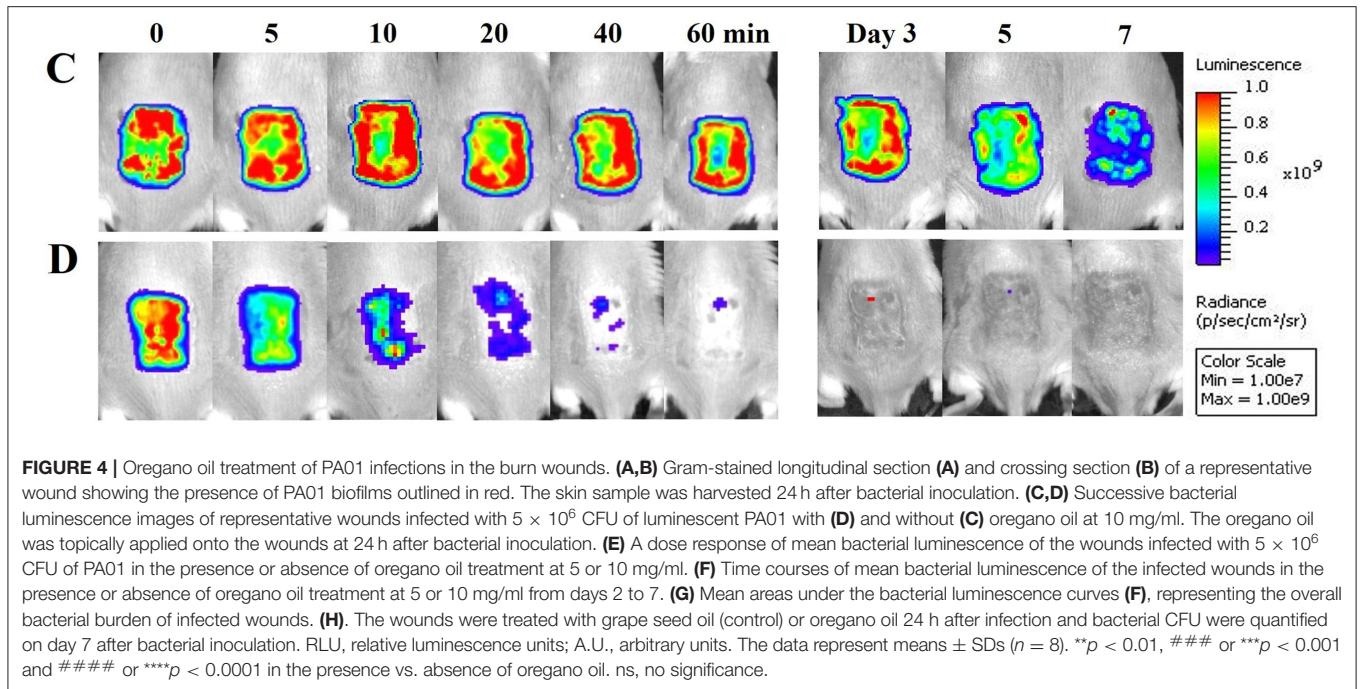 0 5 10 20 40 60 min Day 3 5 7
C
Luminescence
1.0
0.8
0.6
x10⁹
0.4
0.2
D
Radiance
(p/sec/cm²/sr)
Color Scale
Min = 1.00e7
Max = 1.00e9
FIGURE 4 | Oregano oil treatment of PA01 infections in the burn wounds. (A,B) Gram-stained longitudinal section (A) and crossing section (B) of a representative
wound showing the presence of PA01 biofilms outlined in red. The skin sample was harvested 24 h after bacterial inoculation. (C,D) Successive bacterial
luminescence images of representative wounds infected with 5 × 10⁶ CFU of luminescent PA01 with (D) and without (C) oregano oil at 10 mg/ml. The oregano oil
was topically applied onto the wounds at 24 h after bacterial inoculation. (E) A dose response of mean bacterial luminescence of the wounds infected with 5 × 10⁶
CFU of PA01 in the presence or absence of oregano oil treatment at 5 or 10 mg/ml. (F) Time courses of mean bacterial luminescence of the infected wounds in the
presence or absence of oregano oil treatment at 5 or 10 mg/ml from days 2 to 7. (G) Mean areas under the bacterial luminescence curves (F), representing the overall
bacterial burden of infected wounds. (H). The wounds were treated with grape seed oil (control) or oregano oil 24 h after infection and bacterial CFU were quantified
on day 7 after bacterial inoculation. RLU, relative luminescence units; A.U., arbitrary units. The data represent means ± SDs (n = 8). **p < 0.01, ### or ***p < 0.001
and #### or ****p < 0.0001 in the presence vs. absence of oregano oil. ns, no significance.